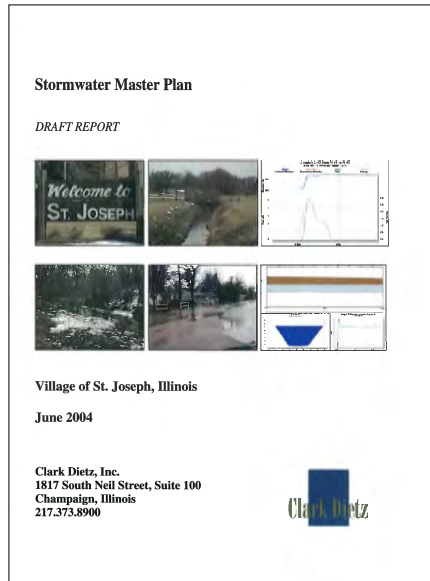 Stormwater Master Plan
DRAFT REPORT
Welcome to
ST. JOSEPH
Village of St. Joseph, Illinois
June 2004
Clark Dietz, Inc.
1817 South Neil Street, Suite 100
Champaign, Illinois
217.373.8900
Clark Dietz